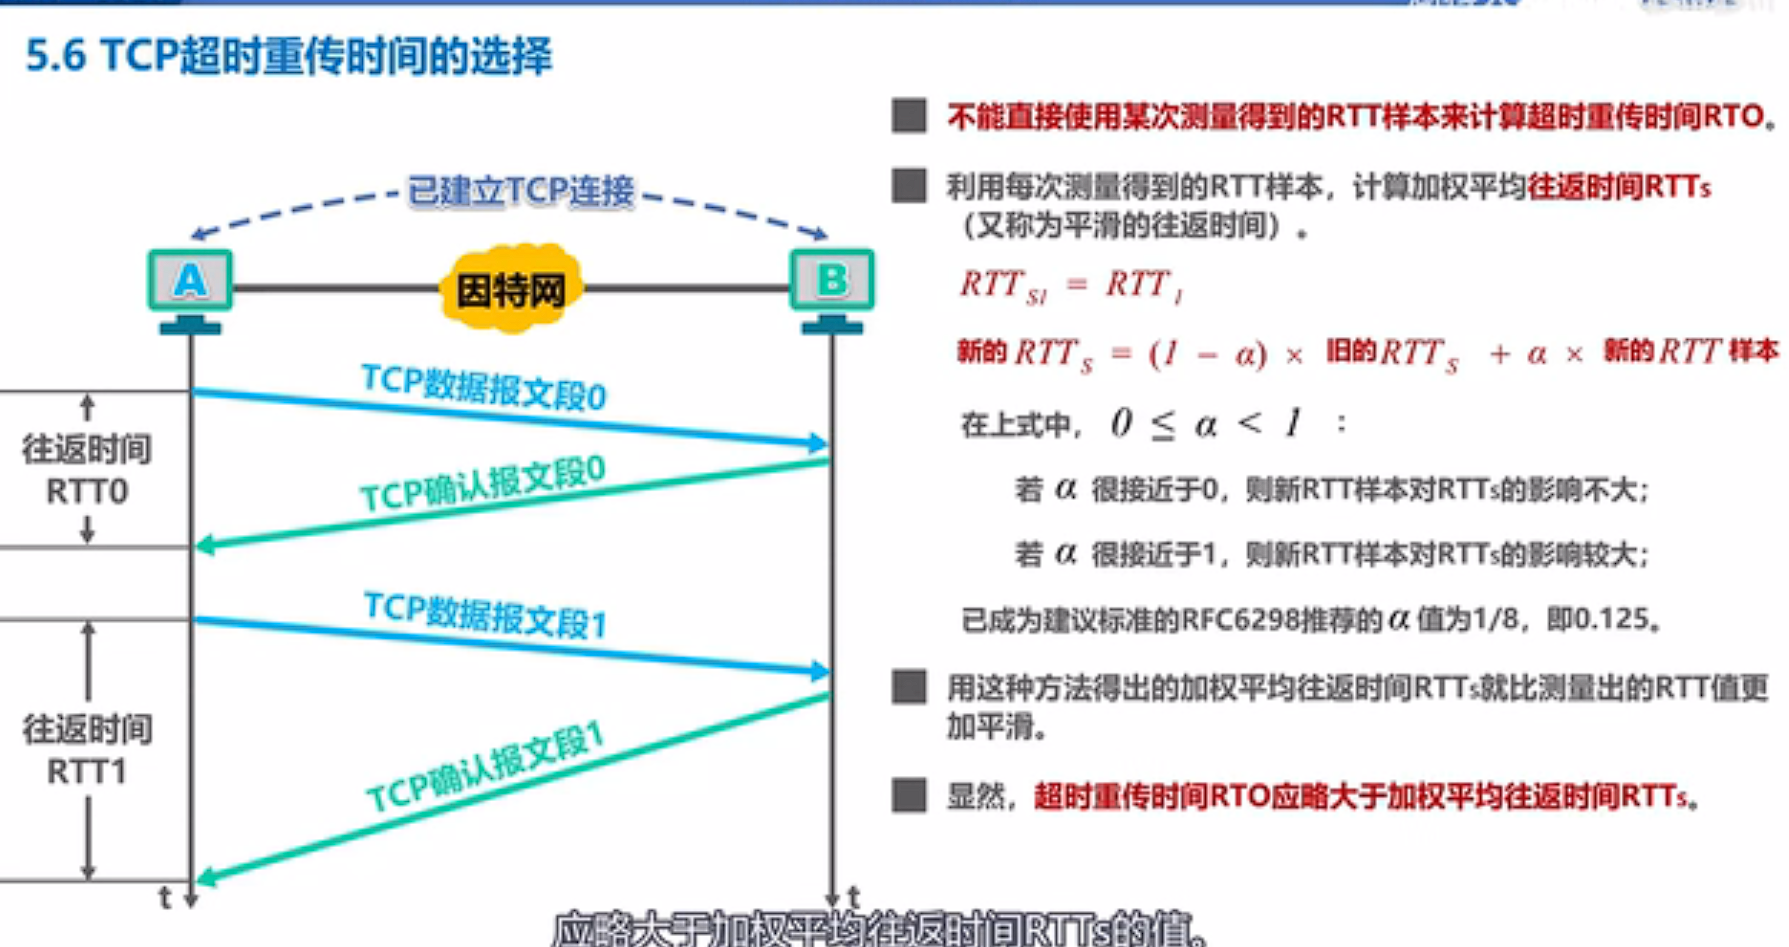 5.6 TCP超时重传时间的选择
已建立TCP连接
A
因特网
B
TCP数据报文段0
往返时间
RTT0
TCP确认报文段0
TCP数据报文段1
往返时间
RTT1
TCP确认报文段1
t
t
不能直接使用某次测量得到的RTT样本来计算超时重传时间RTO。
利用每次测量得到的RTT样本，计算加权平均往返时间RTTs
（又称为平滑的往返时间）。
RTT_{S1} = RTT_1
新的 RTT_S = (1 − α) × 旧的 RTT_S + α × 新的 RTT 样本
在上式中， 0 ≤ α < 1 ：
若 α 很接近于0，则新RTT样本对RTTs的影响不大；
若 α 很接近于1，则新RTT样本对RTTs的影响较大；
已成为建议标准的RFC6298推荐的 α 值为1/8，即0.125。
用这种方法得出的加权平均往返时间RTTs就比测量出的RTT值更
加平滑。
显然，超时重传时间RTO应略大于加权平均往返时间RTTs。
应略大于加权平均往返时间RTTs的值。